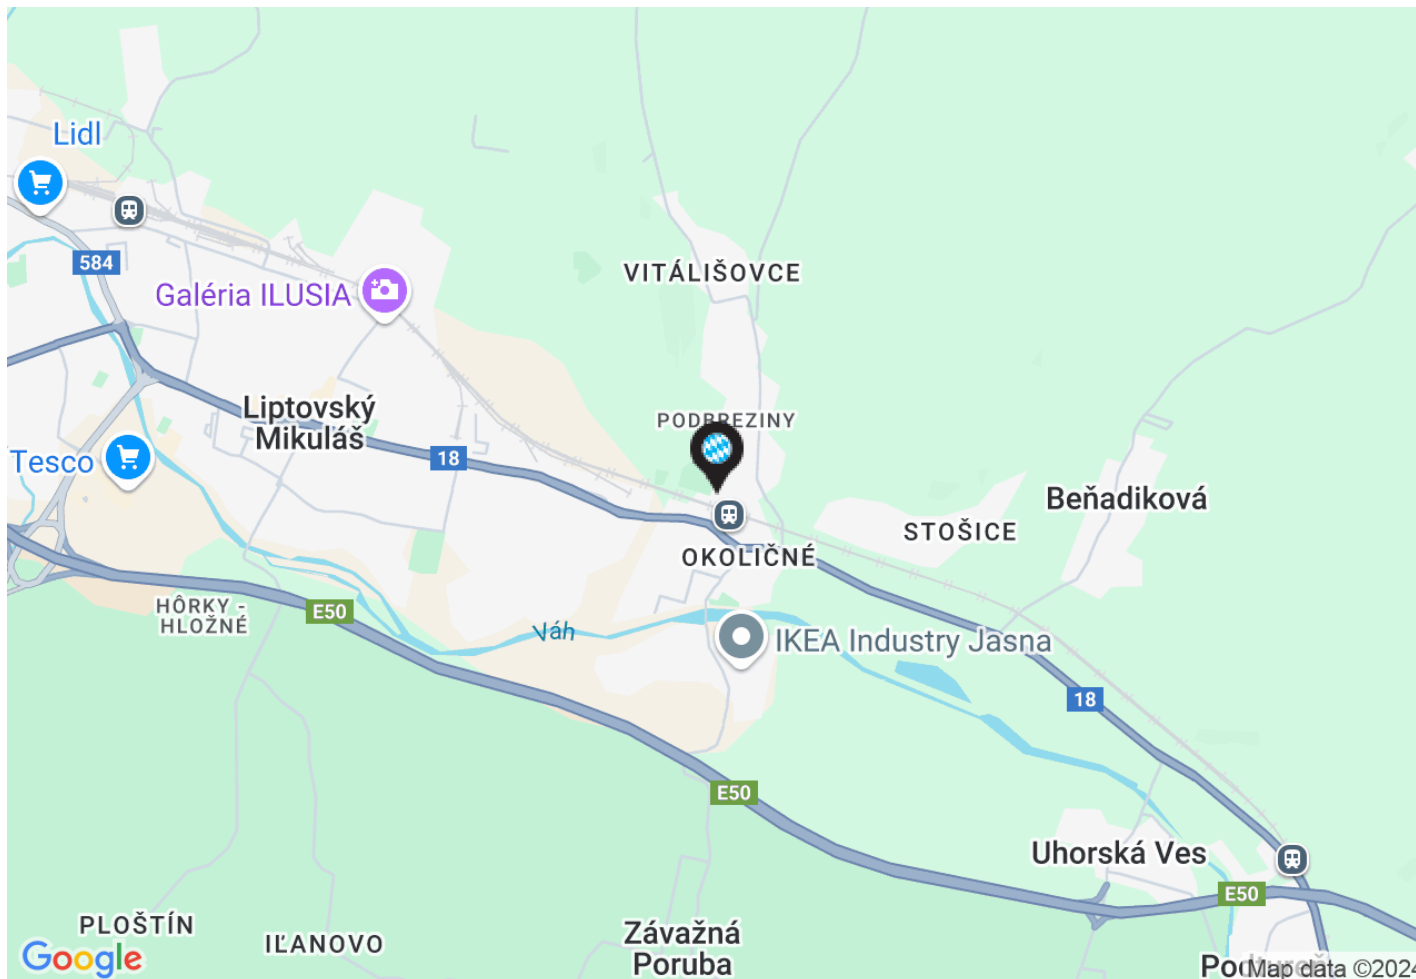 Lidl
584
Galéria ILUSIA
VITÁLIŠOVCE
Liptovský
Mikuláš
PODBREZINY
Tesco
18
Beňadiková
STOŠICE
OKOLIČNÉ
HÔRKY -
HLOŽNÉ
E50
Váh
IKEA Industry Jasna
18
E50
Uhorská Ves
E50
PLOŠTÍN
IĽANOVO
Závažná
Poruba
Google
Map data ©2024